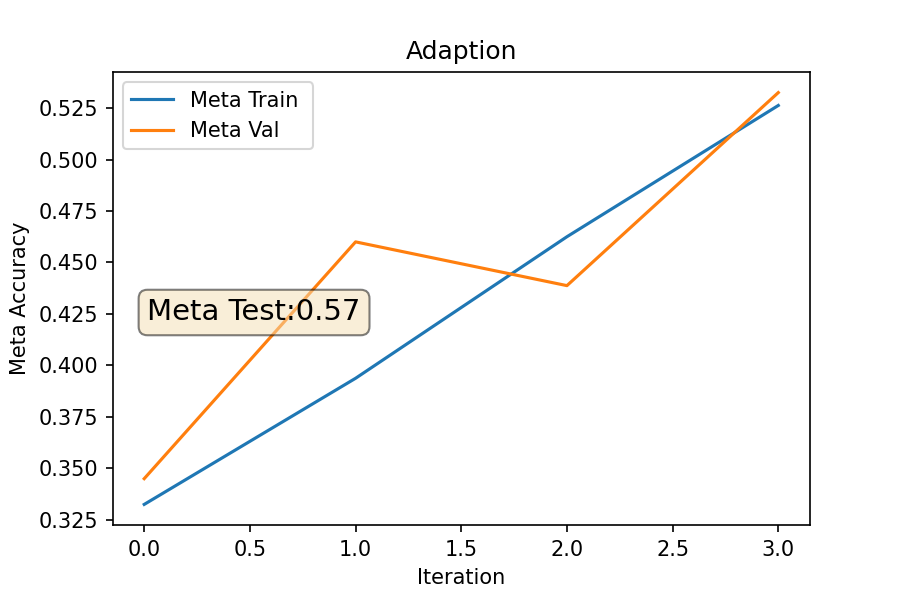 Adaption
Meta Train
Meta Val
Meta Test:0.57
Meta Accuracy
0.525
0.500
0.475
0.450
0.425
0.400
0.375
0.350
0.325
0.0 0.5 1.0 1.5 2.0 2.5 3.0
Iteration